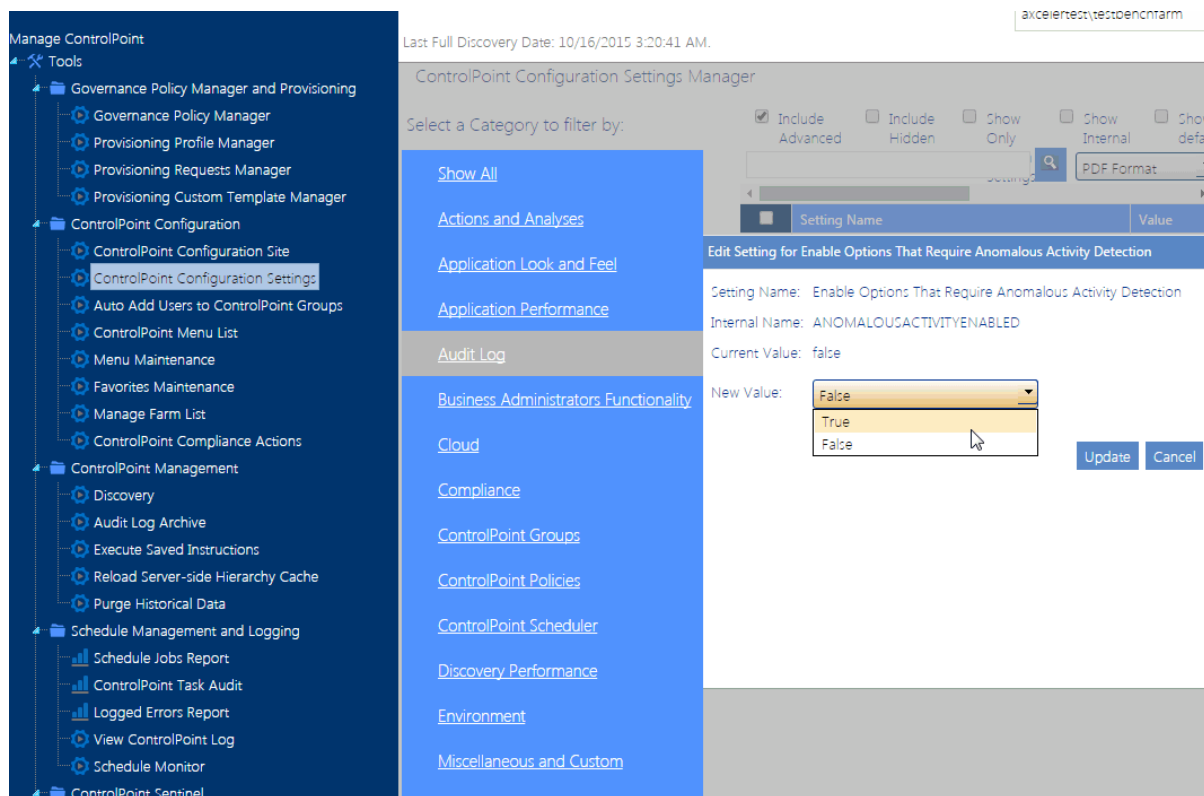 axcelertest\testbenchfarm
Manage ControlPoint
Tools
Governance Policy Manager and Provisioning
Governance Policy Manager
Provisioning Profile Manager
Provisioning Requests Manager
Provisioning Custom Template Manager
ControlPoint Configuration
ControlPoint Configuration Site
ControlPoint Configuration Settings
Auto Add Users to ControlPoint Groups
ControlPoint Menu List
Menu Maintenance
Favorites Maintenance
Manage Farm List
ControlPoint Compliance Actions
ControlPoint Management
Discovery
Audit Log Archive
Execute Saved Instructions
Reload Server-side Hierarchy Cache
Purge Historical Data
Schedule Management and Logging
Schedule Jobs Report
ControlPoint Task Audit
Logged Errors Report
View ControlPoint Log
Schedule Monitor
ControlPoint Sentinel
Last Full Discovery Date: 10/16/2015 3:20:41 AM.
ControlPoint Configuration Settings Manager
Select a Category to filter by:
Show All
Actions and Analyses
Application Look and Feel
Application Performance
Audit Log
Business Administrators Functionality
Cloud
Compliance
ControlPoint Groups
ControlPoint Policies
ControlPoint Scheduler
Discovery Performance
Environment
Miscellaneous and Custom
Include Advanced
Include Hidden
Show Only
Show Internal
PDF Format
Setting Name
Value
Edit Setting for Enable Options That Require Anomalous Activity Detection
Setting Name: Enable Options That Require Anomalous Activity Detection
Internal Name: ANOMALOUSACTIVITYENABLED
Current Value: false
New Value: False
True
False
Update Cancel